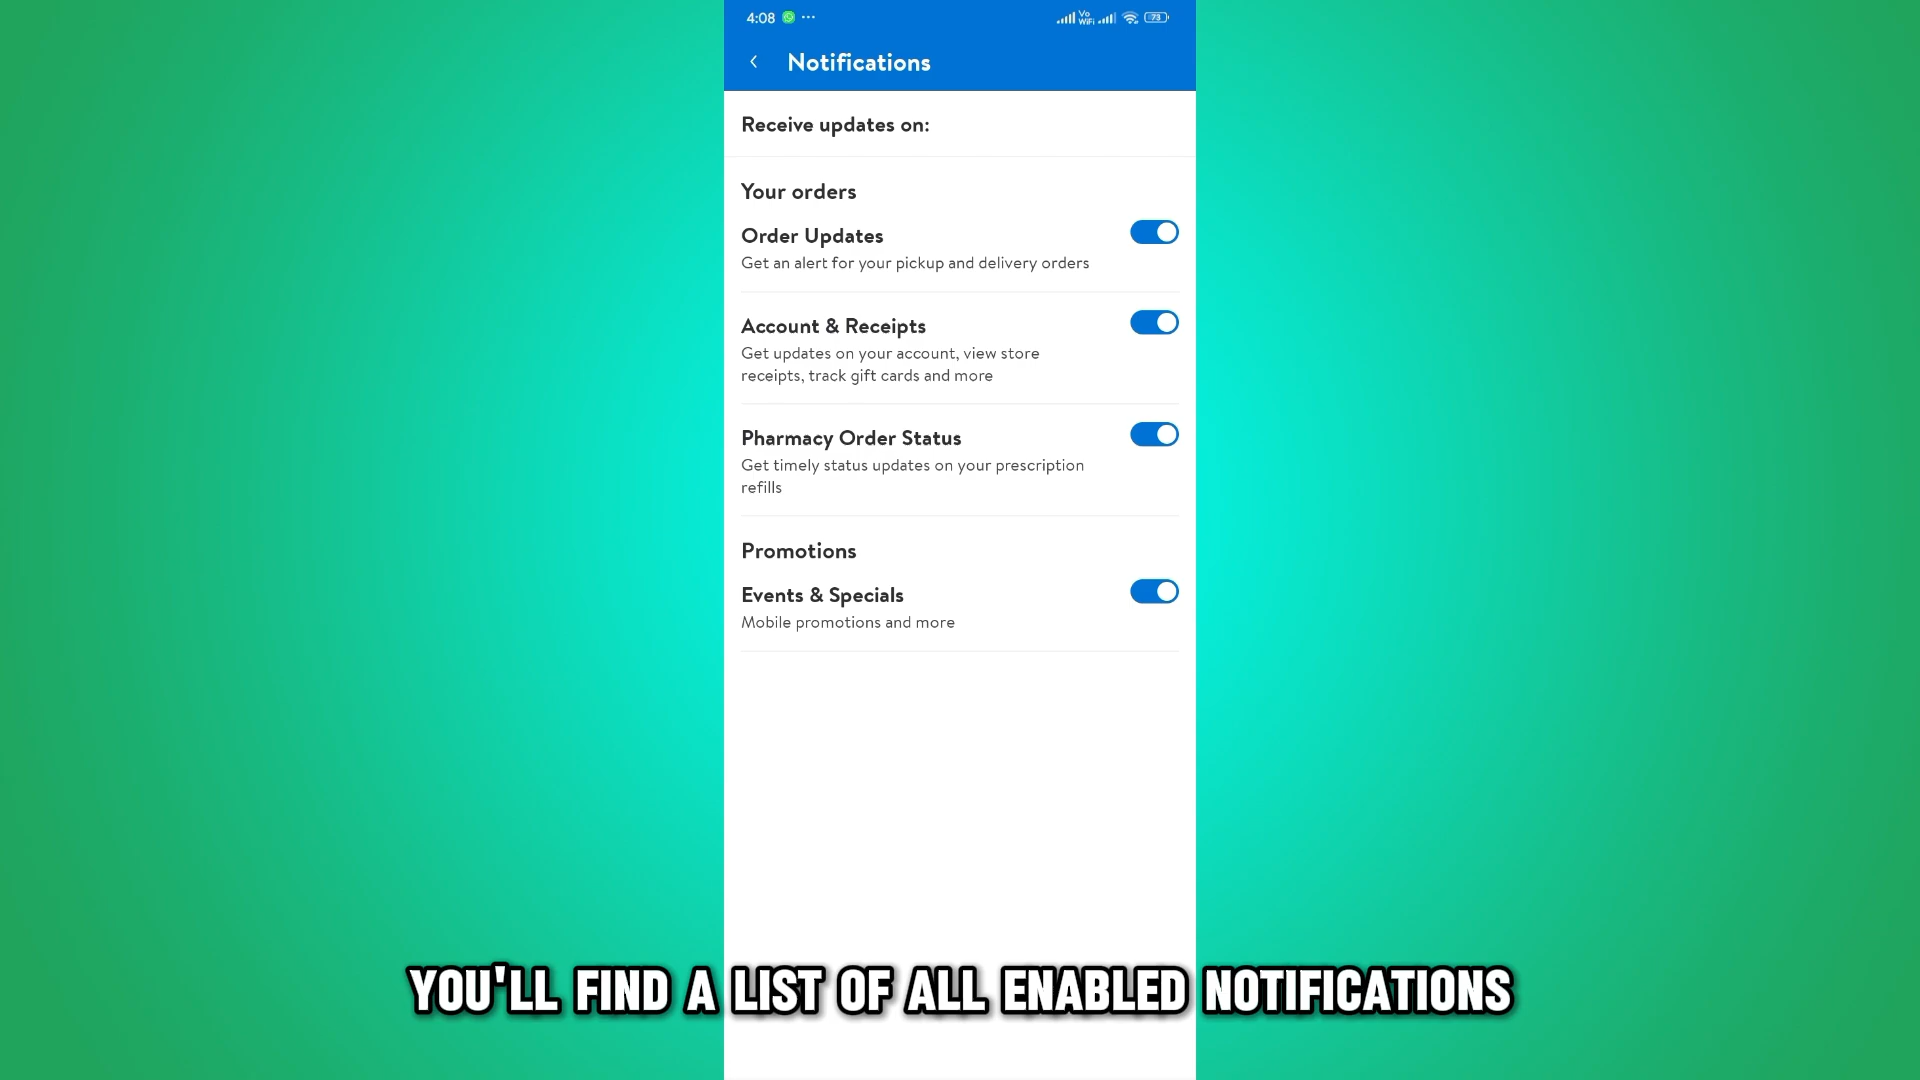 4:08 ... Vo WiFi 73
Notifications
Receive updates on:
Your orders
Order Updates
Get an alert for your pickup and delivery orders
Account & Receipts
Get updates on your account, view store
receipts, track gift cards and more
Pharmacy Order Status
Get timely status updates on your prescription
refills
Promotions
Events & Specials
Mobile promotions and more
YOU'LL FIND A LIST OF ALL ENABLED NOTIFICATIONS